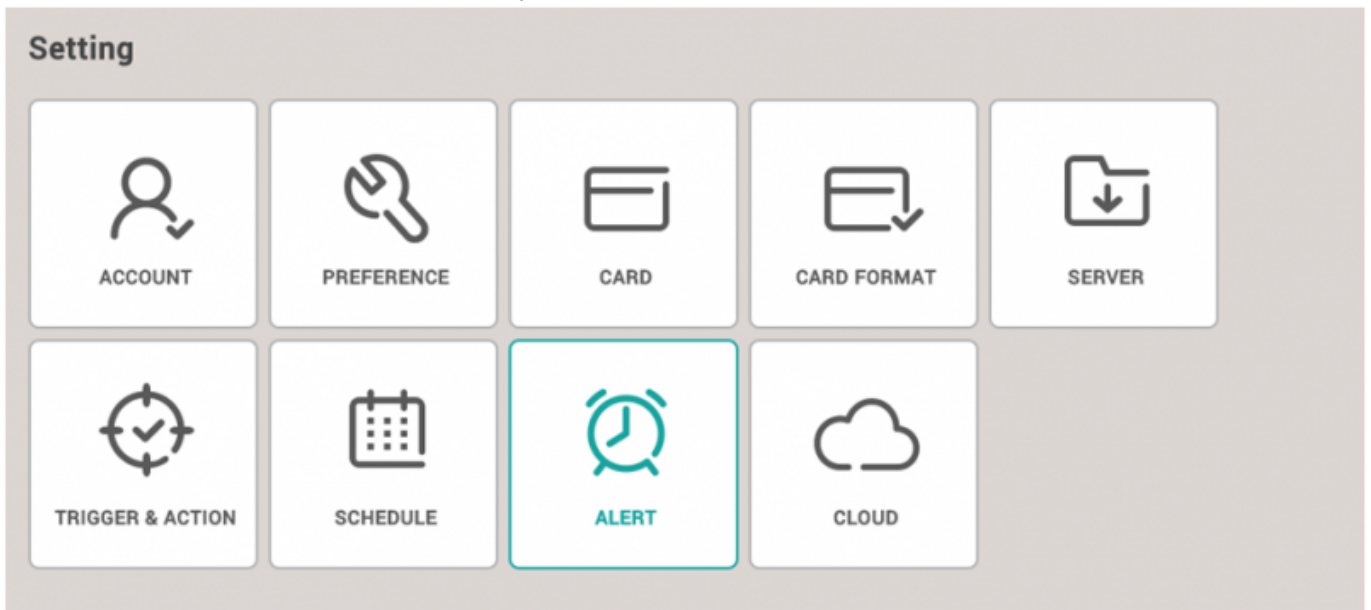 Setting
ACCOUNT
PREFERENCE
CARD
CARD FORMAT
SERVER
TRIGGER & ACTION
SCHEDULE
ALERT
CLOUD